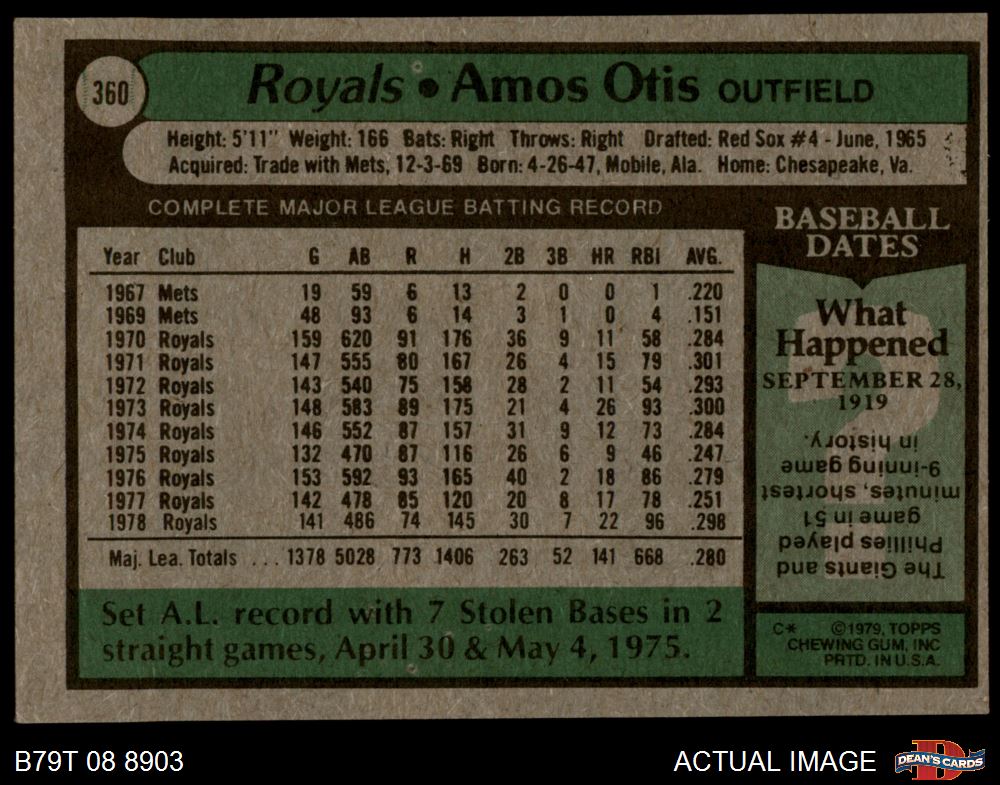 360
Royals • Amos Otis OUTFIELD
Height: 5'11" Weight: 166 Bats: Right Throws: Right Drafted: Red Sox #4 - June, 1965
Acquired: Trade with Mets, 12-3-69 Born: 4-26-47, Mobile, Ala. Home: Chesapeake, Va.
COMPLETE MAJOR LEAGUE BATTING RECORD
Year Club G AB R H 2B 3B HR RBI AVG.
1967 Mets 19 59 6 13 2 0 0 1 .220
1969 Mets 48 93 6 14 3 1 0 4 .151
1970 Royals 159 620 91 176 36 9 11 58 .284
1971 Royals 147 555 80 167 26 4 15 79 .301
1972 Royals 143 540 75 158 28 2 11 54 .293
1973 Royals 148 583 89 175 21 4 26 93 .300
1974 Royals 146 552 87 157 31 9 12 73 .284
1975 Royals 132 470 87 116 26 6 9 46 .247
1976 Royals 153 592 93 165 40 2 18 86 .279
1977 Royals 142 478 85 120 20 8 17 78 .251
1978 Royals 141 486 74 145 30 7 22 96 .298
Maj. Lea. Totals ... 1378 5028 773 1406 263 52 141 668 .280
Set A.L. record with 7 Stolen Bases in 2
straight games, April 30 & May 4, 1975.
BASEBALL
DATES
What
Happened
SEPTEMBER 28,
1919
The Giants and
Phillies played
game in 51
minutes, shortest
9-inning game
in history.
C* ©1979, TOPPS
CHEWING GUM, INC
PRTD. IN U.S.A.
B79T 08 8903
ACTUAL IMAGE
DEAN'S CARDS